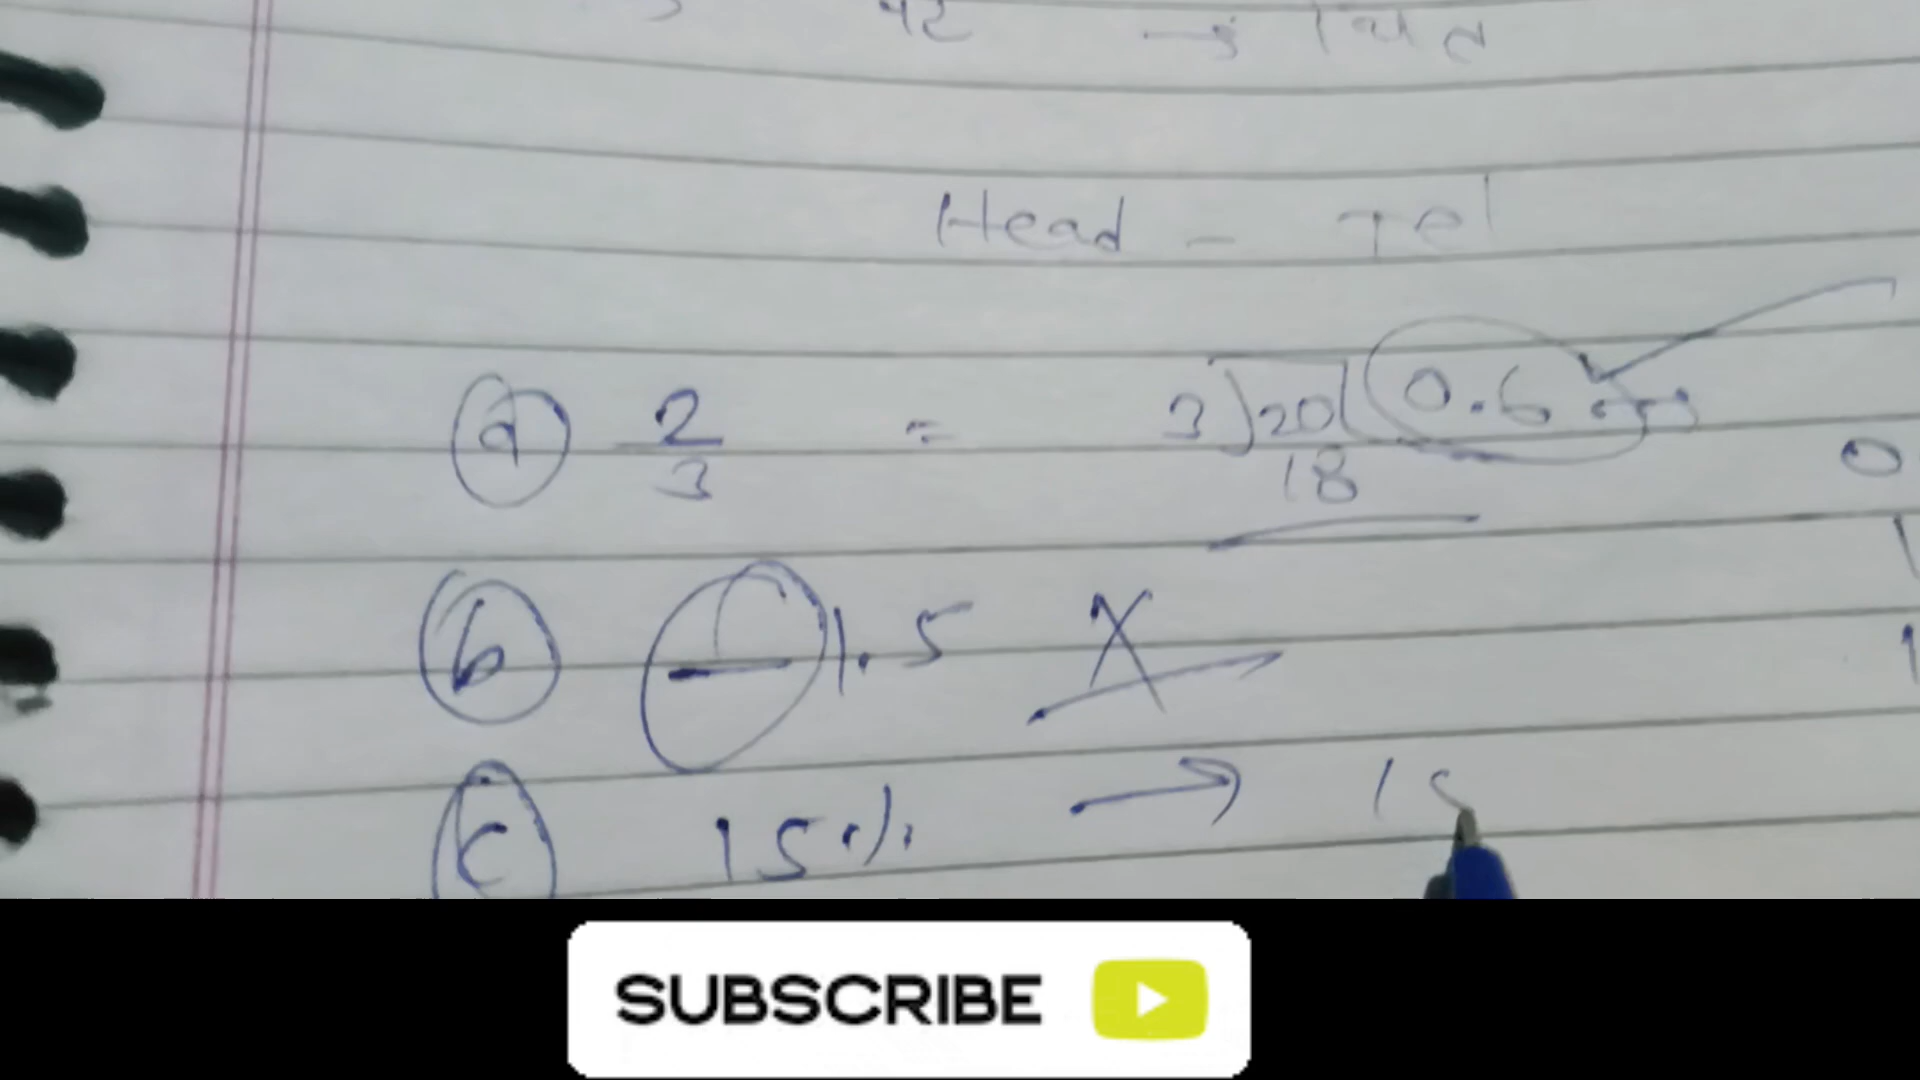 Head - Tel
(a) 2/3 = 3)20(0.6
18
(b) -1.5 X
(c) 15% → 15
SUBSCRIBE